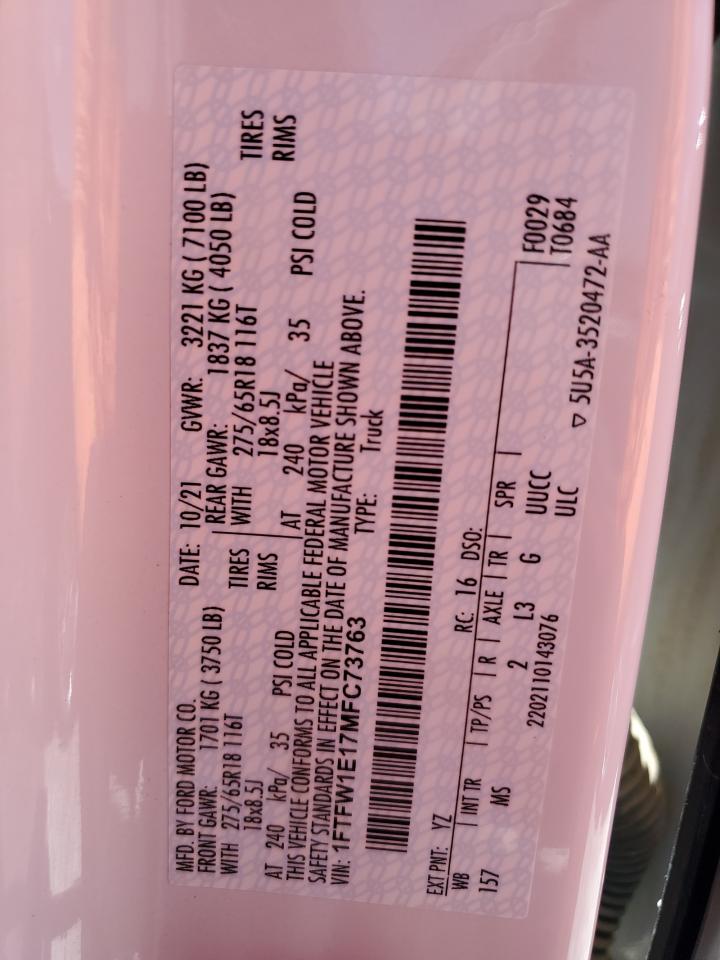 MFD. BY FORD MOTOR CO.
DATE: 10/21 GVWR: 3221 KG ( 7100 LB)
FRONT GAWR: 1701 KG ( 3750 LB)
REAR GAWR: 1837 KG ( 4050 LB)
WITH 275/65R18 116T TIRES
WITH 275/65R18 116T TIRES
18x8.5J RIMS
18x8.5J RIMS
AT 240 kPa/ 35 PSI COLD
AT 240 kPa/ 35 PSI COLD
THIS VEHICLE CONFORMS TO ALL APPLICABLE FEDERAL MOTOR VEHICLE
SAFETY STANDARDS IN EFFECT ON THE DATE OF MANUFACTURE SHOWN ABOVE.
VIN: 1FTFW1E17MFC73763 TYPE: Truck
EXT PNT: YZ RC: 16 DSO: F0029
WB INT TR TP/PS R AXLE TR SPR T0684
157 MS 2 L3 G UUCC
2202110143076 ULC ▽ 5U5A-3520472-AA